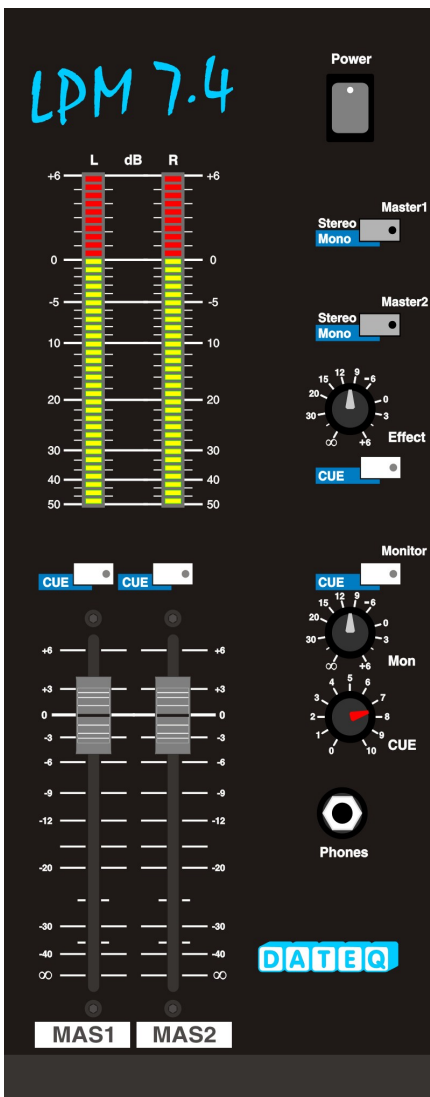 LPM 7.4
Power
L dB R
+6 +6
0 0
-5 -5
10 10
20 20
30 30
40 40
50 50
Master1
Stereo
Mono
Master2
Stereo
Mono
12 9
15 -6
20 0
30 3
∞ +6
Effect
CUE
CUE CUE
Monitor
CUE
12 9
15 -6
20 0
30 3
∞ +6
Mon
5
4 6
3 7
2 8
1 9
0 10
CUE
Phones
+6 +6
+3 +3
0 0
-3 -3
-6 -6
-9 -9
-12 -12
-20 -20
-30 -30
-40 -40
∞ ∞
DATEQ
MAS1 MAS2